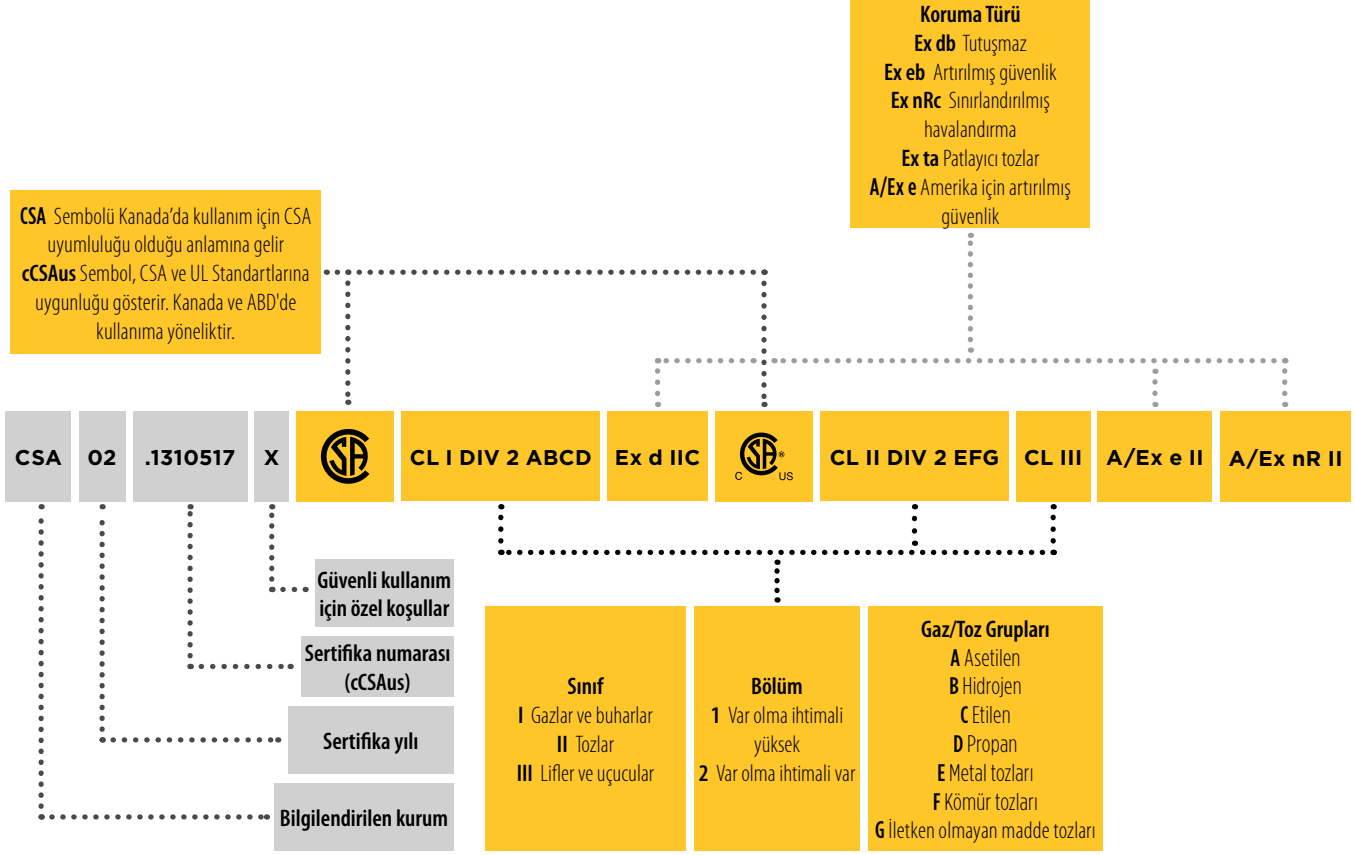 Koruma Türü
Ex db Tutuşmaz
Ex eb Artırılmış güvenlik
Ex nRc Sınırlandırılmış
havalandırma
Ex ta Patlayıcı tozlar
A/Ex e Amerika için artırılmış
güvenlik
CSA Sembolü Kanada’da kullanım için CSA
uyumluluğu olduğu anlamına gelir
cCSAus Sembol, CSA ve UL Standartlarına
uygunluğu gösterir. Kanada ve ABD'de
kullanıma yöneliktir.
CSA 02 .1310517 X SA CL I DIV 2 ABCD Ex d IIC C SA® US CL II DIV 2 EFG CL III A/Ex e II A/Ex nR II
Güvenli kullanım
için özel koşullar
Sertifika numarası
(cCSAus)
Sertifika yılı
Bilgilendirilen kurum
Sınıf
I Gazlar ve buharlar
II Tozlar
III Lifler ve uçucular
Bölüm
1 Var olma ihtimali
yüksek
2 Var olma ihtimali var
Gaz/Toz Grupları
A Asetilen
B Hidrojen
C Etilen
D Propan
E Metal tozları
F Kömür tozları
G İletken olmayan madde tozları